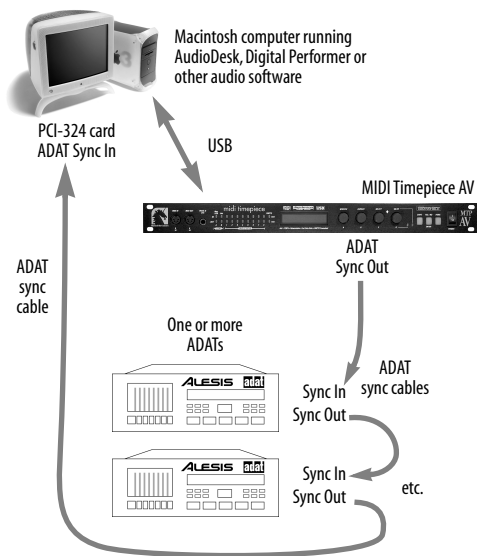 Macintosh computer running
AudioDesk, Digital Performer or
other audio software
PCI-324 card
ADAT Sync In
USB
MIDI Timepiece AV
midi timepiece
MTP
AV
ADAT
Sync Out
ADAT
sync
cable
One or more
ADATs
ADAT
sync cables
ALESIS adat
Sync In
Sync Out
ALESIS adat
Sync In
Sync Out
etc.